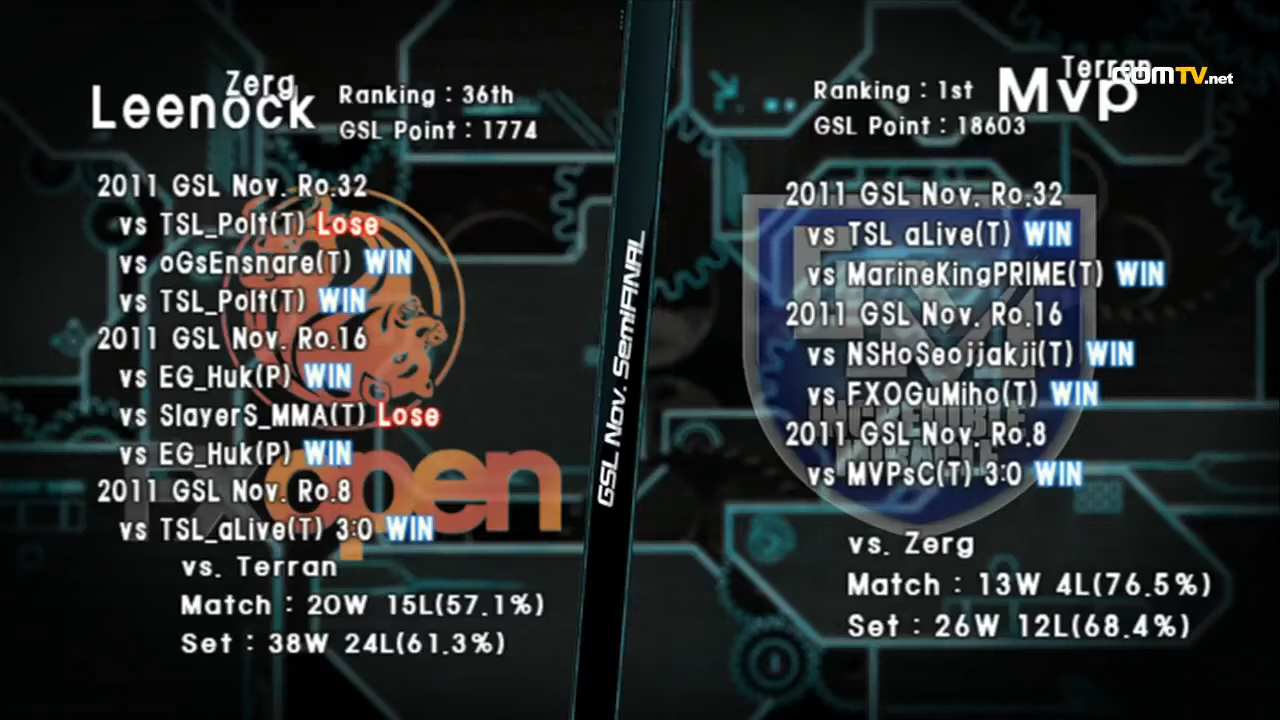 Zerg
Leenock
Ranking : 36th
GSL Point : 1774
2011 GSL Nov. Ro.32
vs TSL_Polt(T) Lose
vs oGsEnsnare(T) WIN
vs TSL_Polt(T) WIN
2011 GSL Nov. Ro.16
vs EG_Huk(P) WIN
vs SlayerS_MMA(T) Lose
vs EG_Huk(P) WIN
2011 GSL Nov. Ro.8
vs TSL_aLive(T) 3:0 WIN
vs. Terran
Match : 20W 15L(57.1%)
Set : 38W 24L(61.3%)
open
GSL Nov. SemiFINAL
Terran
Mvp
GOMTV.net
Ranking : 1st
GSL Point : 18603
2011 GSL Nov. Ro.32
vs TSL aLive(T) WIN
vs MarineKingPRIME(T) WIN
2011 GSL Nov. Ro.16
vs NSHoSeojjakji(T) WIN
vs FXOGuMiho(T) WIN
2011 GSL Nov. Ro.8
vs MVPsC(T) 3:0 WIN
INCREDIBLE
MIRACLE
vs. Zerg
Match : 13W 4L(76.5%)
Set : 26W 12L(68.4%)